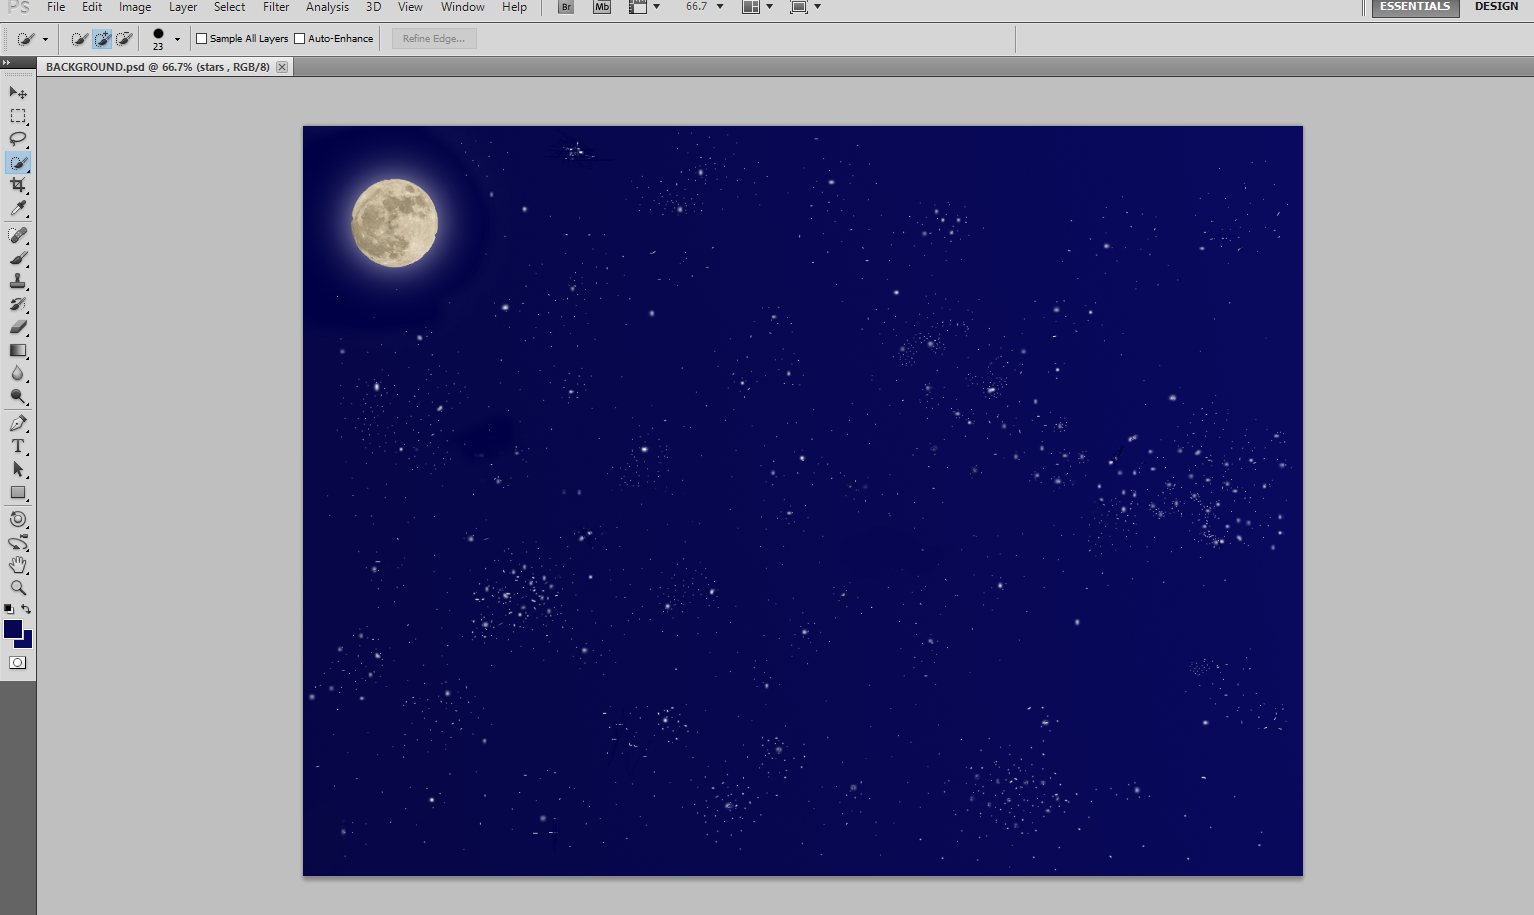 Ps File Edit Image Layer Select Filter Analysis 3D View Window Help Br Mb 66.7 ESSENTIALS DESIGN
23 Sample All Layers Auto-Enhance Refine Edge...
BACKGROUND.psd @ 66.7% (stars , RGB/8)
T